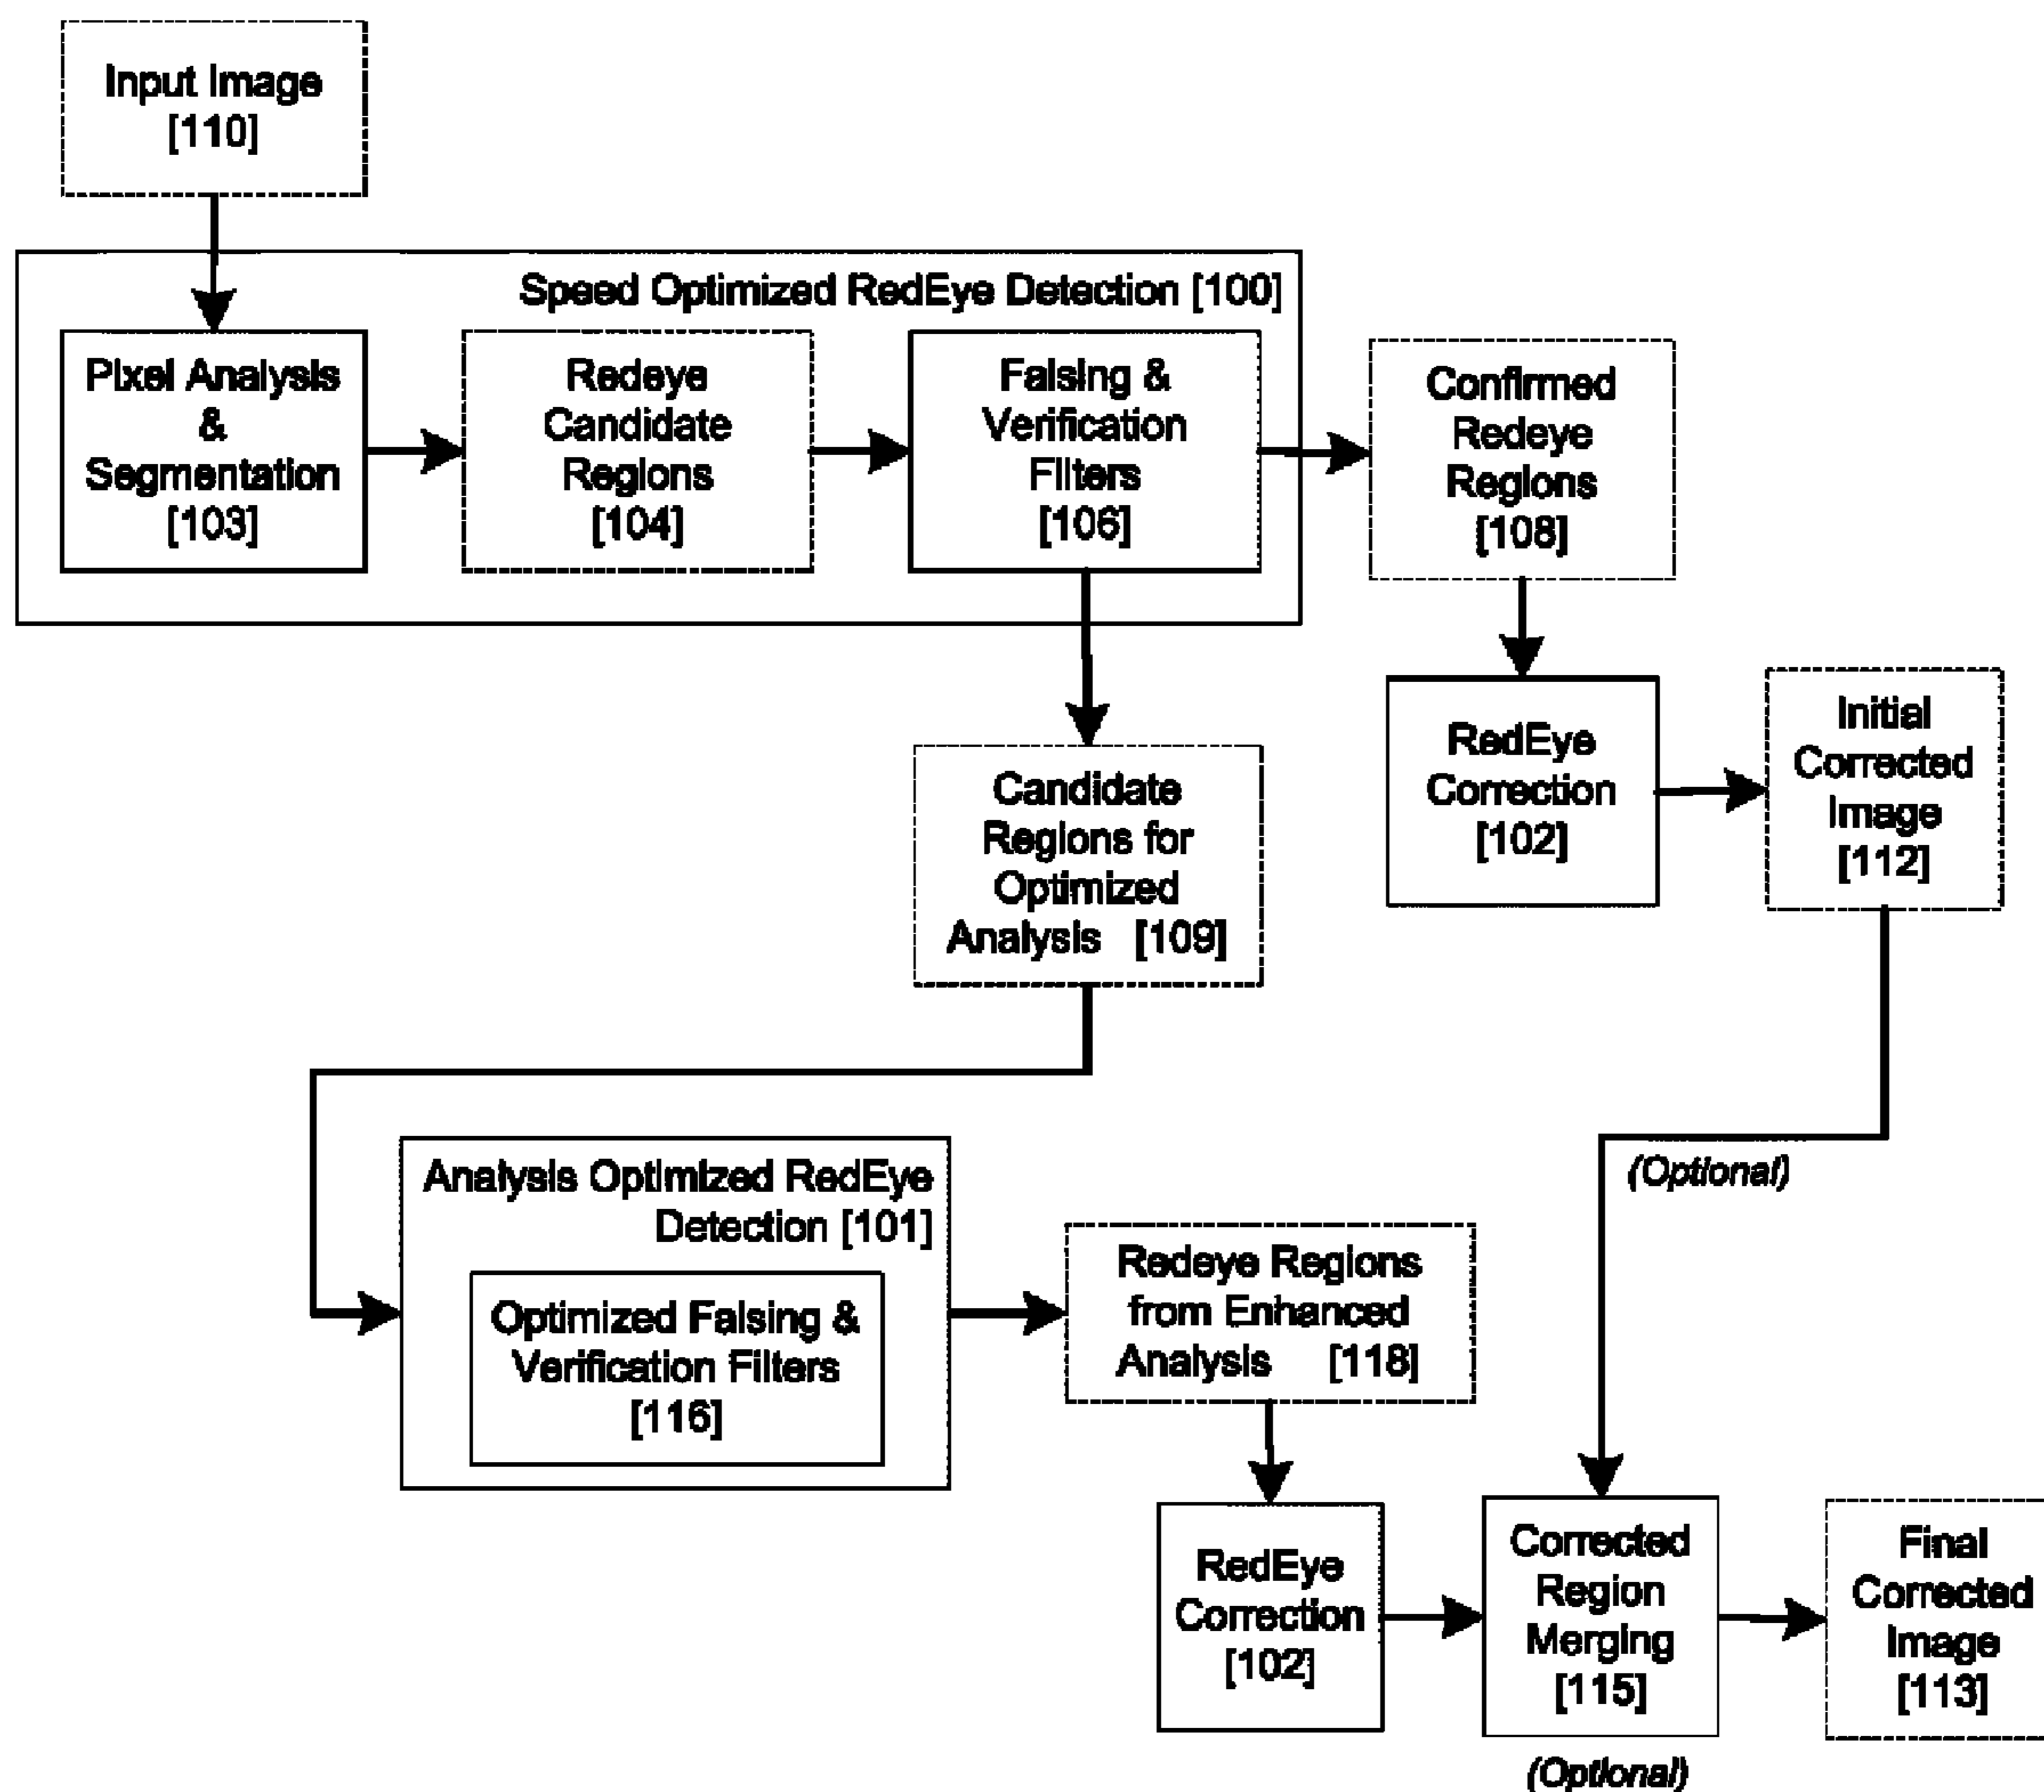 Input Image
[110]
Speed Optimized RedEye Detection [100]
Pixel Analysis
&
Segmentation
[103]
Redeye
Candidate
Regions
[104]
Falsing &
Verification
Filters
[106]
Confirmed
Redeye
Regions
[108]
RedEye
Correction
[102]
Initial
Corrected
Image
[112]
Candidate
Regions for
Optimized
Analysis [109]
(Optional)
Analysis Optimized RedEye
Detection [101]
Optimized Falsing &
Verification Filters
[116]
Redeye Regions
from Enhanced
Analysis [118]
RedEye
Correction
[102]
Corrected
Region
Merging
[115]
(Optional)
Final
Corrected
Image
[113]